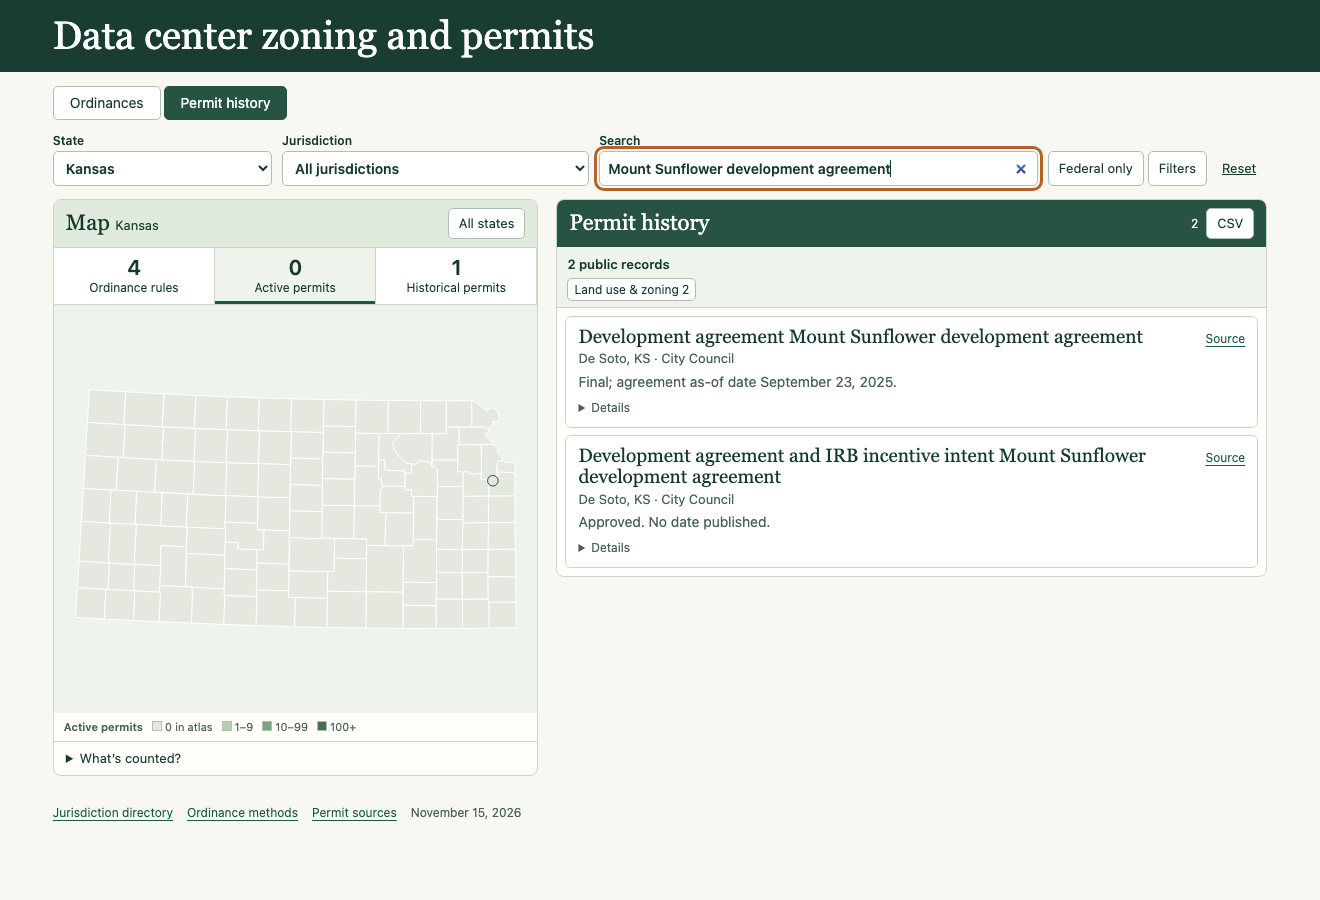 Data center zoning and permits
Ordinances
Permit history
State
Jurisdiction
Search
Kansas
All jurisdictions
Mount Sunflower development agreement
Federal only
Filters
Reset
Map Kansas
All states
4
Ordinance rules
0
Active permits
1
Historical permits
Active permits 0 in atlas 1–9 10–99 100+
What's counted?
Permit history
2
CSV
2 public records
Land use & zoning 2
Development agreement Mount Sunflower development agreement
Source
De Soto, KS · City Council
Final; agreement as-of date September 23, 2025.
Details
Development agreement and IRB incentive intent Mount Sunflower
development agreement
Source
De Soto, KS · City Council
Approved. No date published.
Details
Jurisdiction directory
Ordinance methods
Permit sources
November 15, 2026